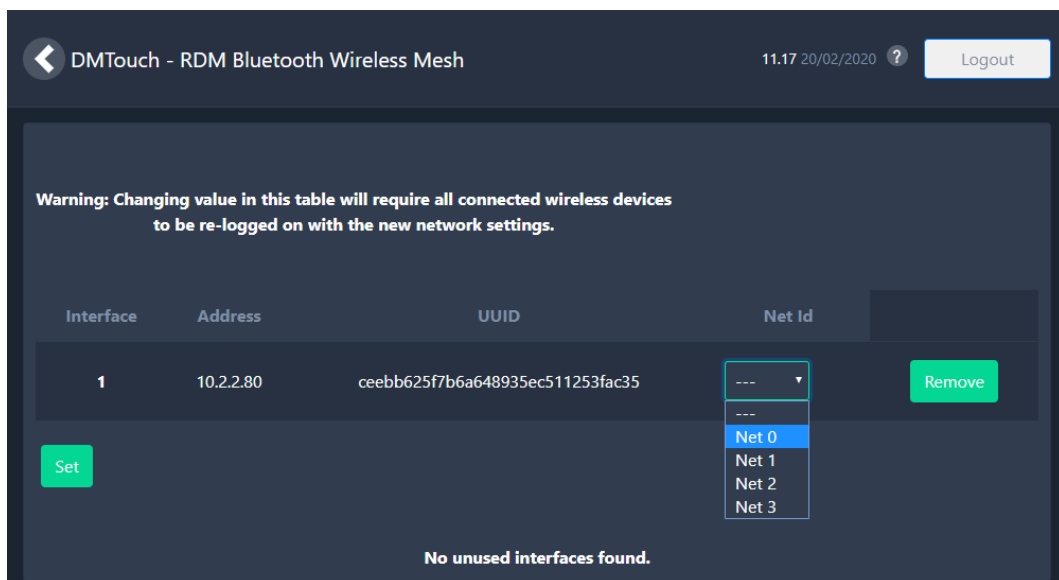 DMTouch - RDM Bluetooth Wireless Mesh
11.17 20/02/2020 ? Logout
Warning: Changing value in this table will require all connected wireless devices
to be re-logged on with the new network settings.
Interface Address UUID Net Id
1 10.2.2.80 ceebb625f7b6a648935ec511253fac35 --- Remove
---
Net 0
Net 1
Net 2
Net 3
Set
No unused interfaces found.